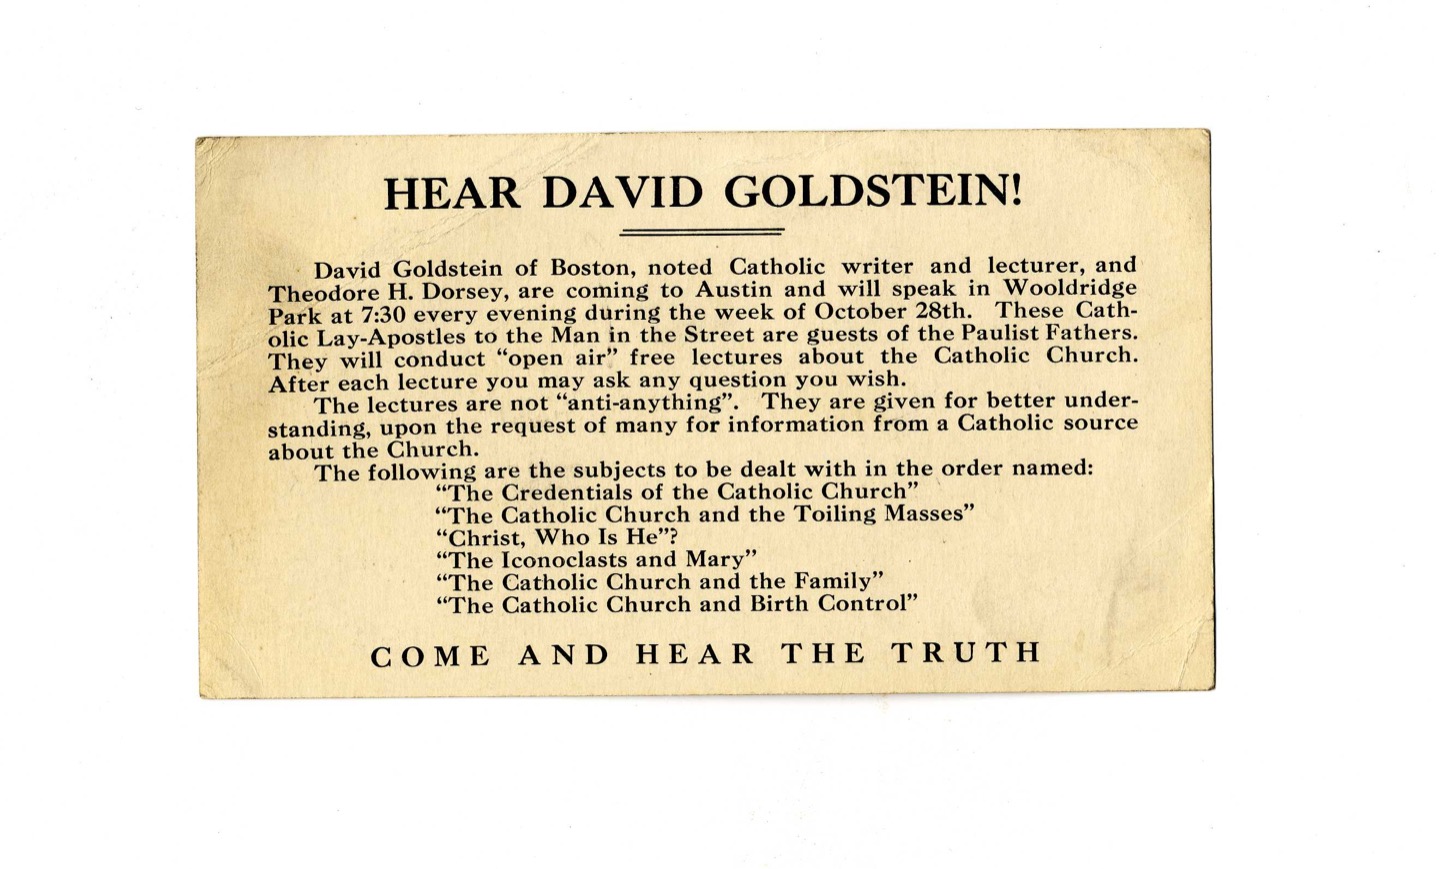 HEAR DAVID GOLDSTEIN!
David Goldstein of Boston, noted Catholic writer and lecturer, and
Theodore H. Dorsey, are coming to Austin and will speak in Wooldridge
Park at 7:30 every evening during the week of October 28th. These Cath-
olic Lay-Apostles to the Man in the Street are guests of the Paulist Fathers.
They will conduct “open air” free lectures about the Catholic Church.
After each lecture you may ask any question you wish.
The lectures are not “anti-anything”. They are given for better under-
standing, upon the request of many for information from a Catholic source
about the Church.
The following are the subjects to be dealt with in the order named:
“The Credentials of the Catholic Church”
“The Catholic Church and the Toiling Masses”
“Christ, Who Is He”?
“The Iconoclasts and Mary”
“The Catholic Church and the Family”
“The Catholic Church and Birth Control”
COME AND HEAR THE TRUTH